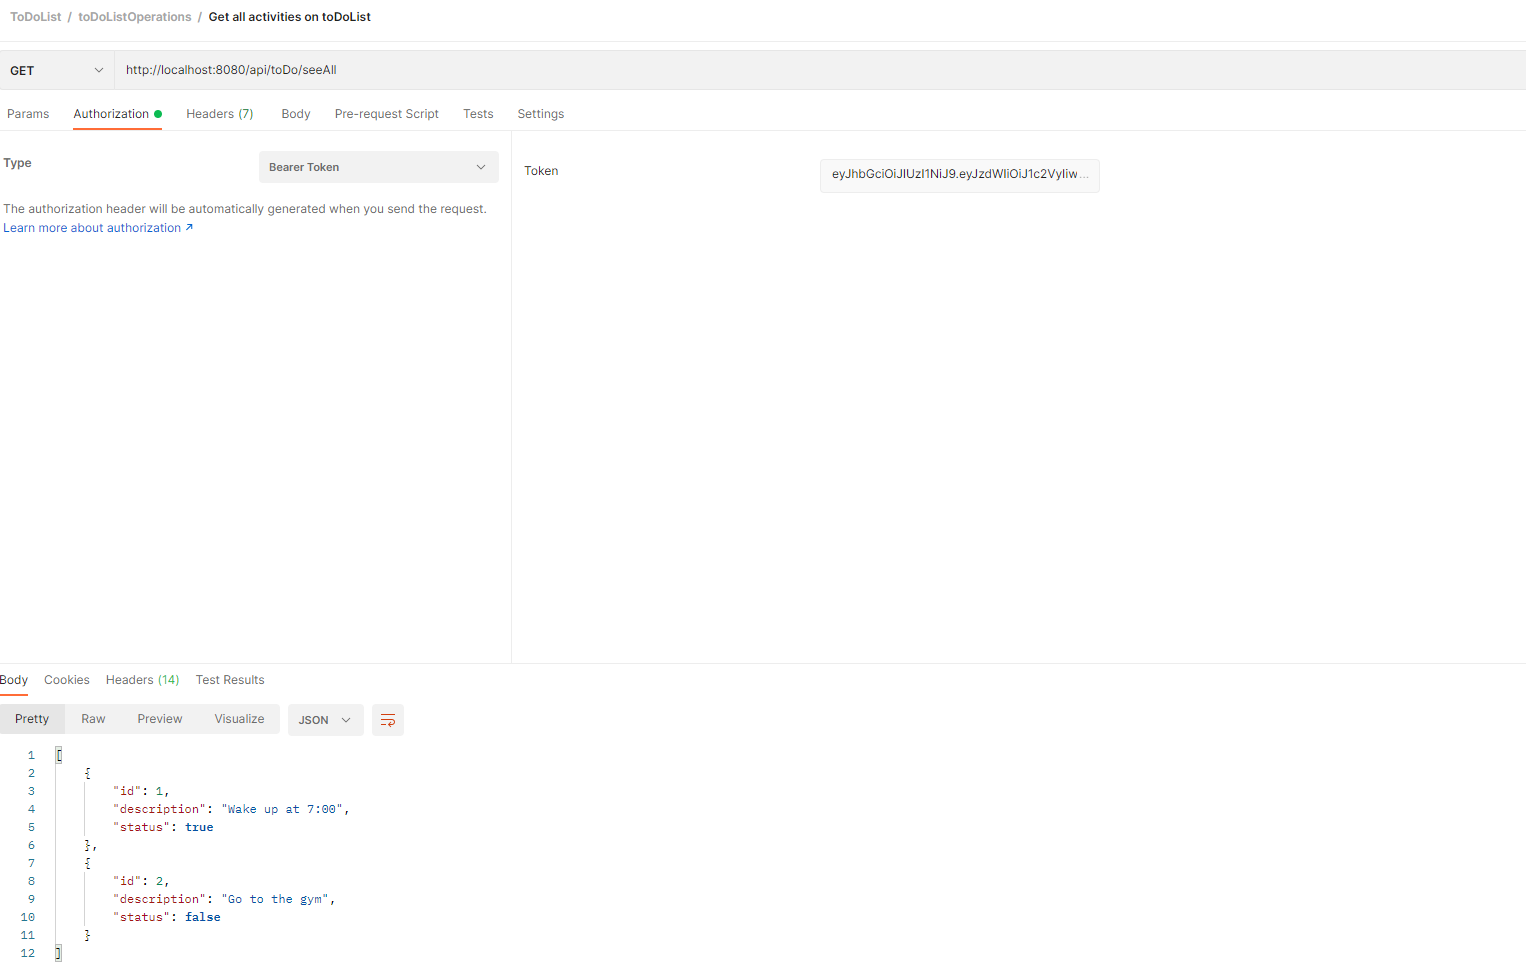 ToDoList / toDoListOperations / Get all activities on toDoList
GET http://localhost:8080/api/toDo/seeAll
Params Authorization Headers (7) Body Pre-request Script Tests Settings
Type Bearer Token
The authorization header will be automatically generated when you send the request.
Learn more about authorization ↗
Token eyJhbGciOiJIUzI1NiJ9.eyJzdWIiOiJ1c2VyIiw...
Body Cookies Headers (14) Test Results
Pretty Raw Preview Visualize JSON
1 [
2 {
3 "id": 1,
4 "description": "Wake up at 7:00",
5 "status": true
6 },
7 {
8 "id": 2,
9 "description": "Go to the gym",
10 "status": false
11 }
12 ]